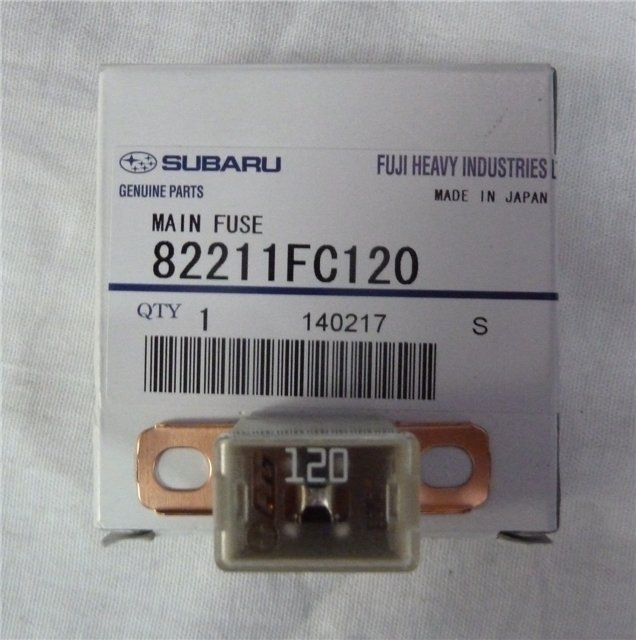 SUBARU FUJI HEAVY INDUSTRIES
GENUINE PARTS MADE IN JAPAN
MAIN FUSE
82211FC120
QTY 1 140217 S
120